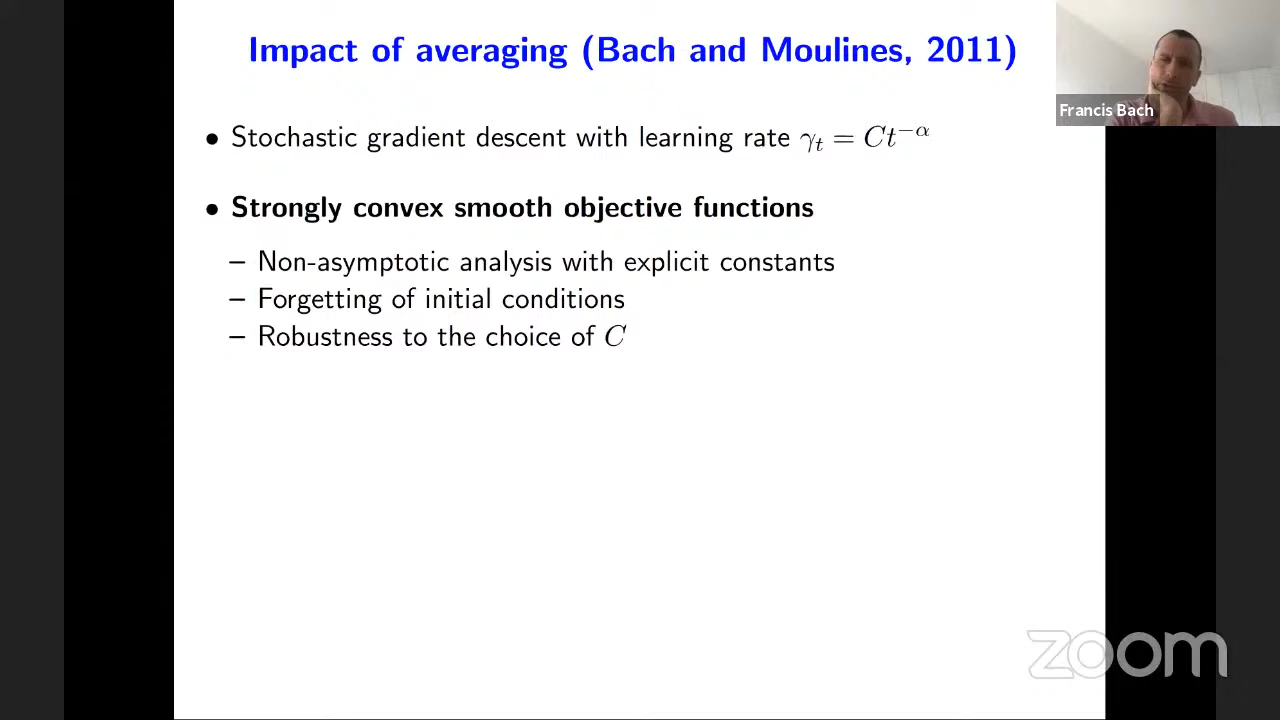 Impact of averaging (Bach and Moulines, 2011)
Francis Bach
• Stochastic gradient descent with learning rate γₜ = Ct^{−α}
• Strongly convex smooth objective functions
– Non-asymptotic analysis with explicit constants
– Forgetting of initial conditions
– Robustness to the choice of C
zoom